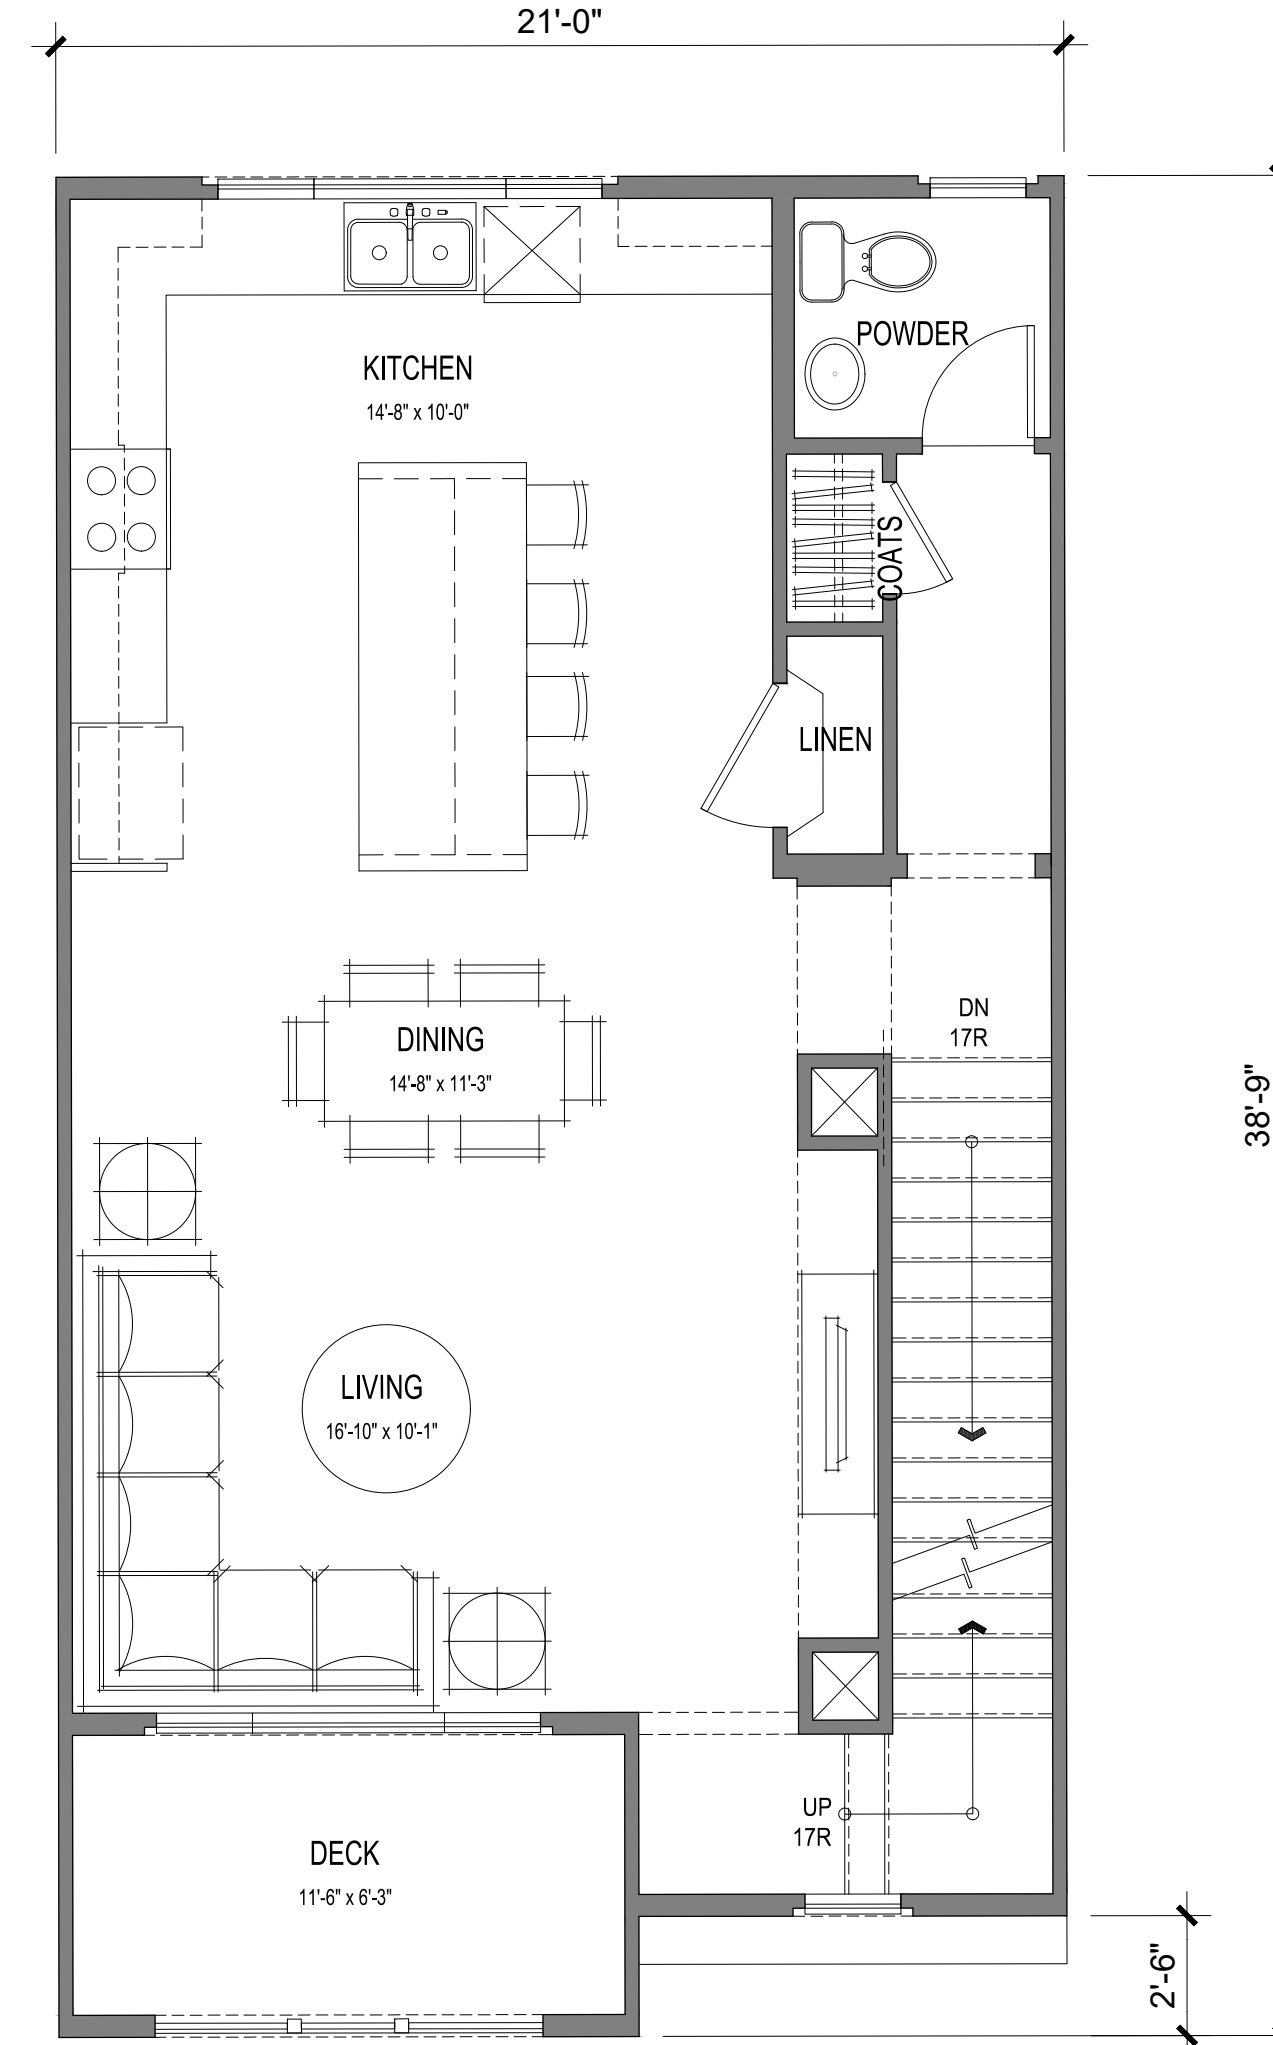 21'-0"
KITCHEN
14'-8" x 10'-0"
POWDER
COATS
LINEN
DN
17R
DINING
14'-8" x 11'-3"
38'-9"
LIVING
16'-10" x 10'-1"
UP
17R
DECK
11'-6" x 6'-3"
2'-6"